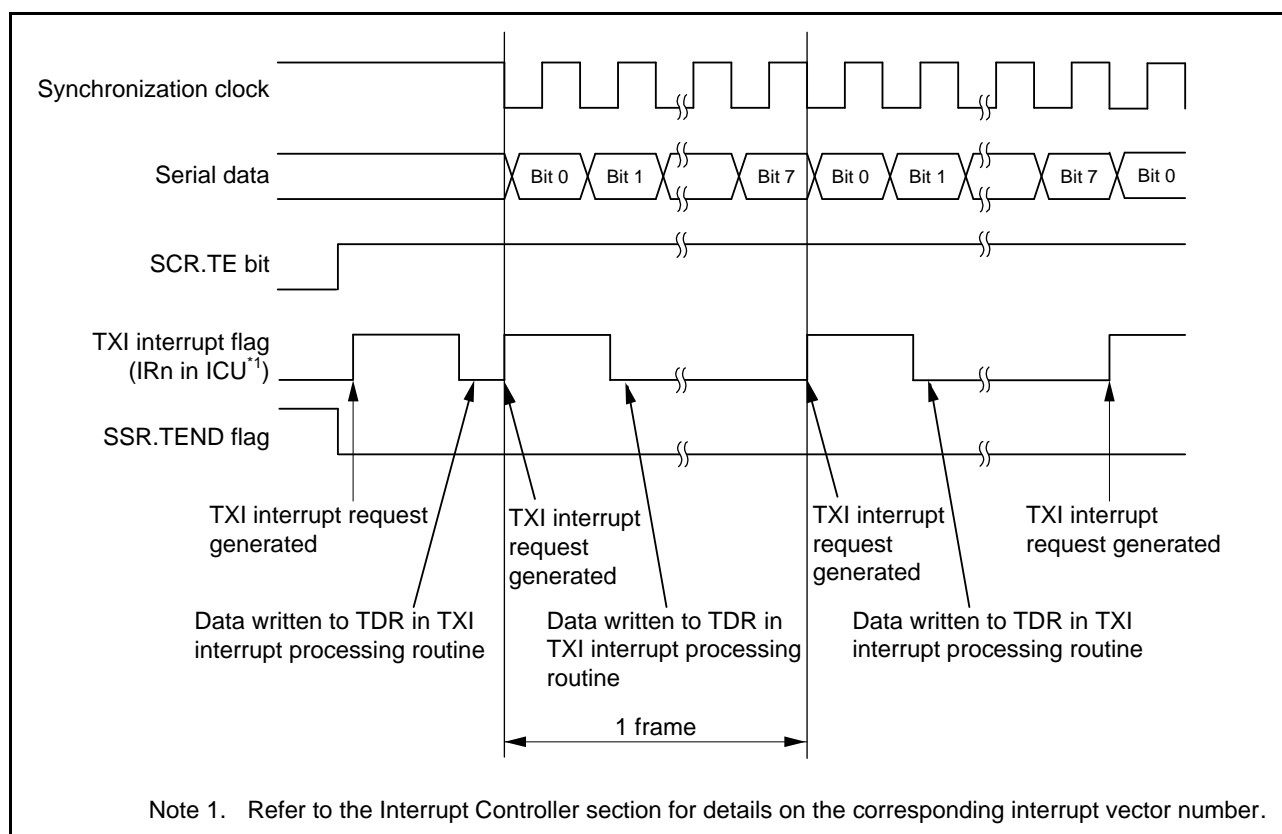 Synchronization clock
Serial data
Bit 0
Bit 1
Bit 7
Bit 0
Bit 1
Bit 7
Bit 0
SCR.TE bit
TXI interrupt flag
(IRn in ICU*1)
SSR.TEND flag
TXI interrupt request
generated
TXI interrupt
request
generated
TXI interrupt
request
generated
TXI interrupt
request generated
Data written to TDR in TXI
interrupt processing routine
Data written to TDR in
TXI interrupt processing
routine
Data written to TDR in TXI
interrupt processing routine
1 frame
Note 1. Refer to the Interrupt Controller section for details on the corresponding interrupt vector number.